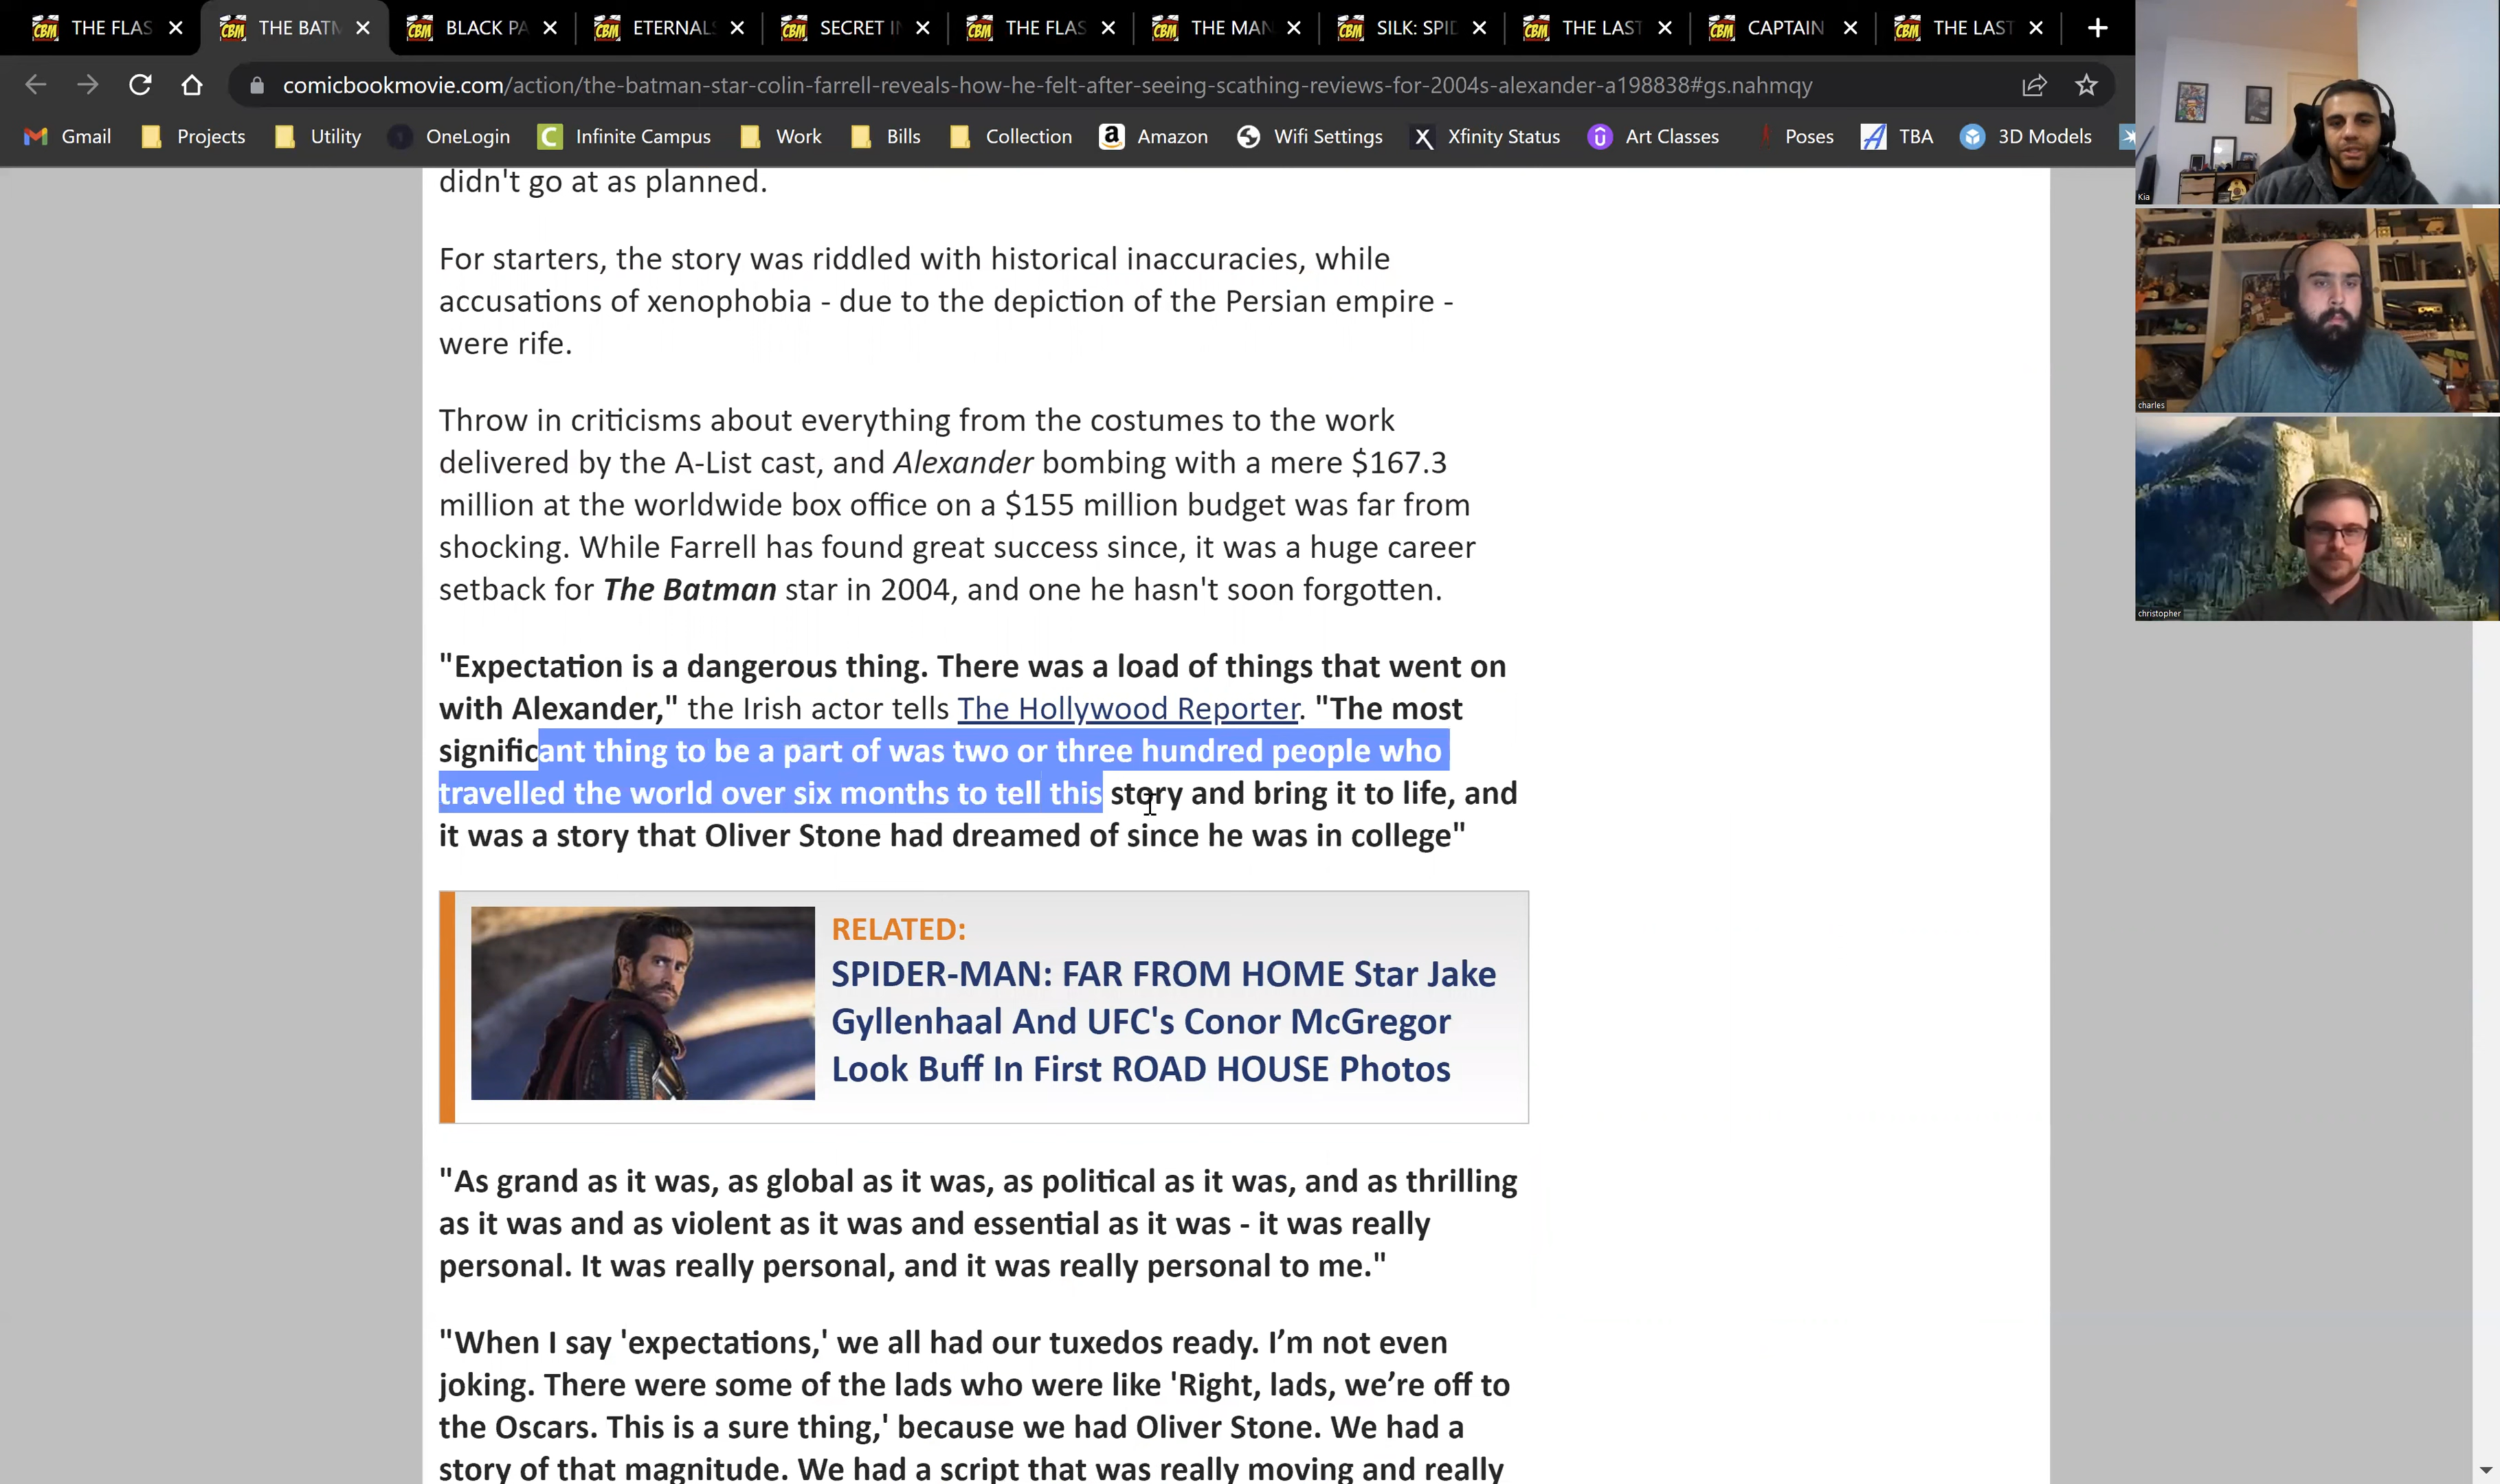 THE FLAS
THE BATM
BLACK PA
ETERNALS
SECRET IN
THE FLAS
THE MAN
SILK: SPID
THE LAST
CAPTAIN
THE LAST
comicbookmovie.com/action/the-batman-star-colin-farrell-reveals-how-he-felt-after-seeing-scathing-reviews-for-2004s-alexander-a198838#gs.nahmqy
Gmail
Projects
Utility
OneLogin
Infinite Campus
Work
Bills
Collection
Amazon
Wifi Settings
Xfinity Status
Art Classes
Poses
TBA
3D Models
Kia
charles
christopher
didn't go at as planned.
For starters, the story was riddled with historical inaccuracies, while
accusations of xenophobia - due to the depiction of the Persian empire -
were rife.
Throw in criticisms about everything from the costumes to the work
delivered by the A-List cast, and Alexander bombing with a mere $167.3
million at the worldwide box office on a $155 million budget was far from
shocking. While Farrell has found great success since, it was a huge career
setback for The Batman star in 2004, and one he hasn't soon forgotten.
"Expectation is a dangerous thing. There was a load of things that went on
with Alexander," the Irish actor tells The Hollywood Reporter. "The most
significant thing to be a part of was two or three hundred people who
travelled the world over six months to tell this story and bring it to life, and
it was a story that Oliver Stone had dreamed of since he was in college"
RELATED:
SPIDER-MAN: FAR FROM HOME Star Jake
Gyllenhaal And UFC's Conor McGregor
Look Buff In First ROAD HOUSE Photos
"As grand as it was, as global as it was, as political as it was, and as thrilling
as it was and as violent as it was and essential as it was - it was really
personal. It was really personal, and it was really personal to me."
"When I say 'expectations,' we all had our tuxedos ready. I’m not even
joking. There were some of the lads who were like 'Right, lads, we’re off to
the Oscars. This is a sure thing,' because we had Oliver Stone. We had a
story of that magnitude. We had a script that was really moving and really